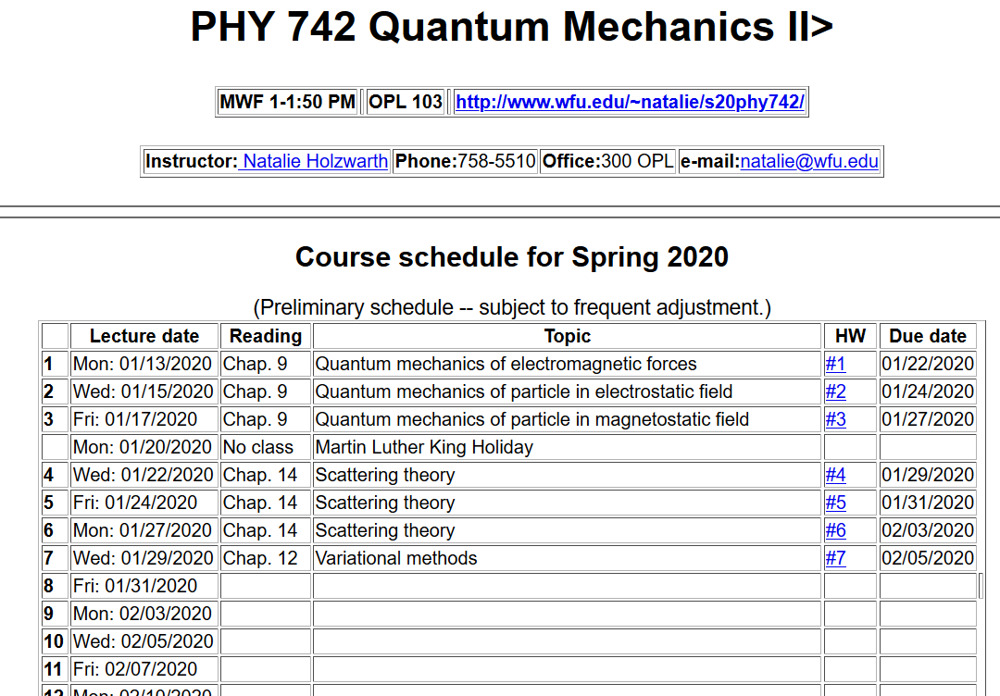 PHY 742 Quantum Mechanics II>
MWF 1-1:50 PM OPL 103 http://www.wfu.edu/~natalie/s20phy742/
Instructor: Natalie Holzwarth Phone:758-5510 Office:300 OPL e-mail:natalie@wfu.edu
Course schedule for Spring 2020
(Preliminary schedule -- subject to frequent adjustment.)
Lecture date Reading Topic HW Due date
1 Mon: 01/13/2020 Chap. 9 Quantum mechanics of electromagnetic forces #1 01/22/2020
2 Wed: 01/15/2020 Chap. 9 Quantum mechanics of particle in electrostatic field #2 01/24/2020
3 Fri: 01/17/2020 Chap. 9 Quantum mechanics of particle in magnetostatic field #3 01/27/2020
Mon: 01/20/2020 No class Martin Luther King Holiday
4 Wed: 01/22/2020 Chap. 14 Scattering theory #4 01/29/2020
5 Fri: 01/24/2020 Chap. 14 Scattering theory #5 01/31/2020
6 Mon: 01/27/2020 Chap. 14 Scattering theory #6 02/03/2020
7 Wed: 01/29/2020 Chap. 12 Variational methods #7 02/05/2020
8 Fri: 01/31/2020
9 Mon: 02/03/2020
10 Wed: 02/05/2020
11 Fri: 02/07/2020
12 Mon: 02/10/2020